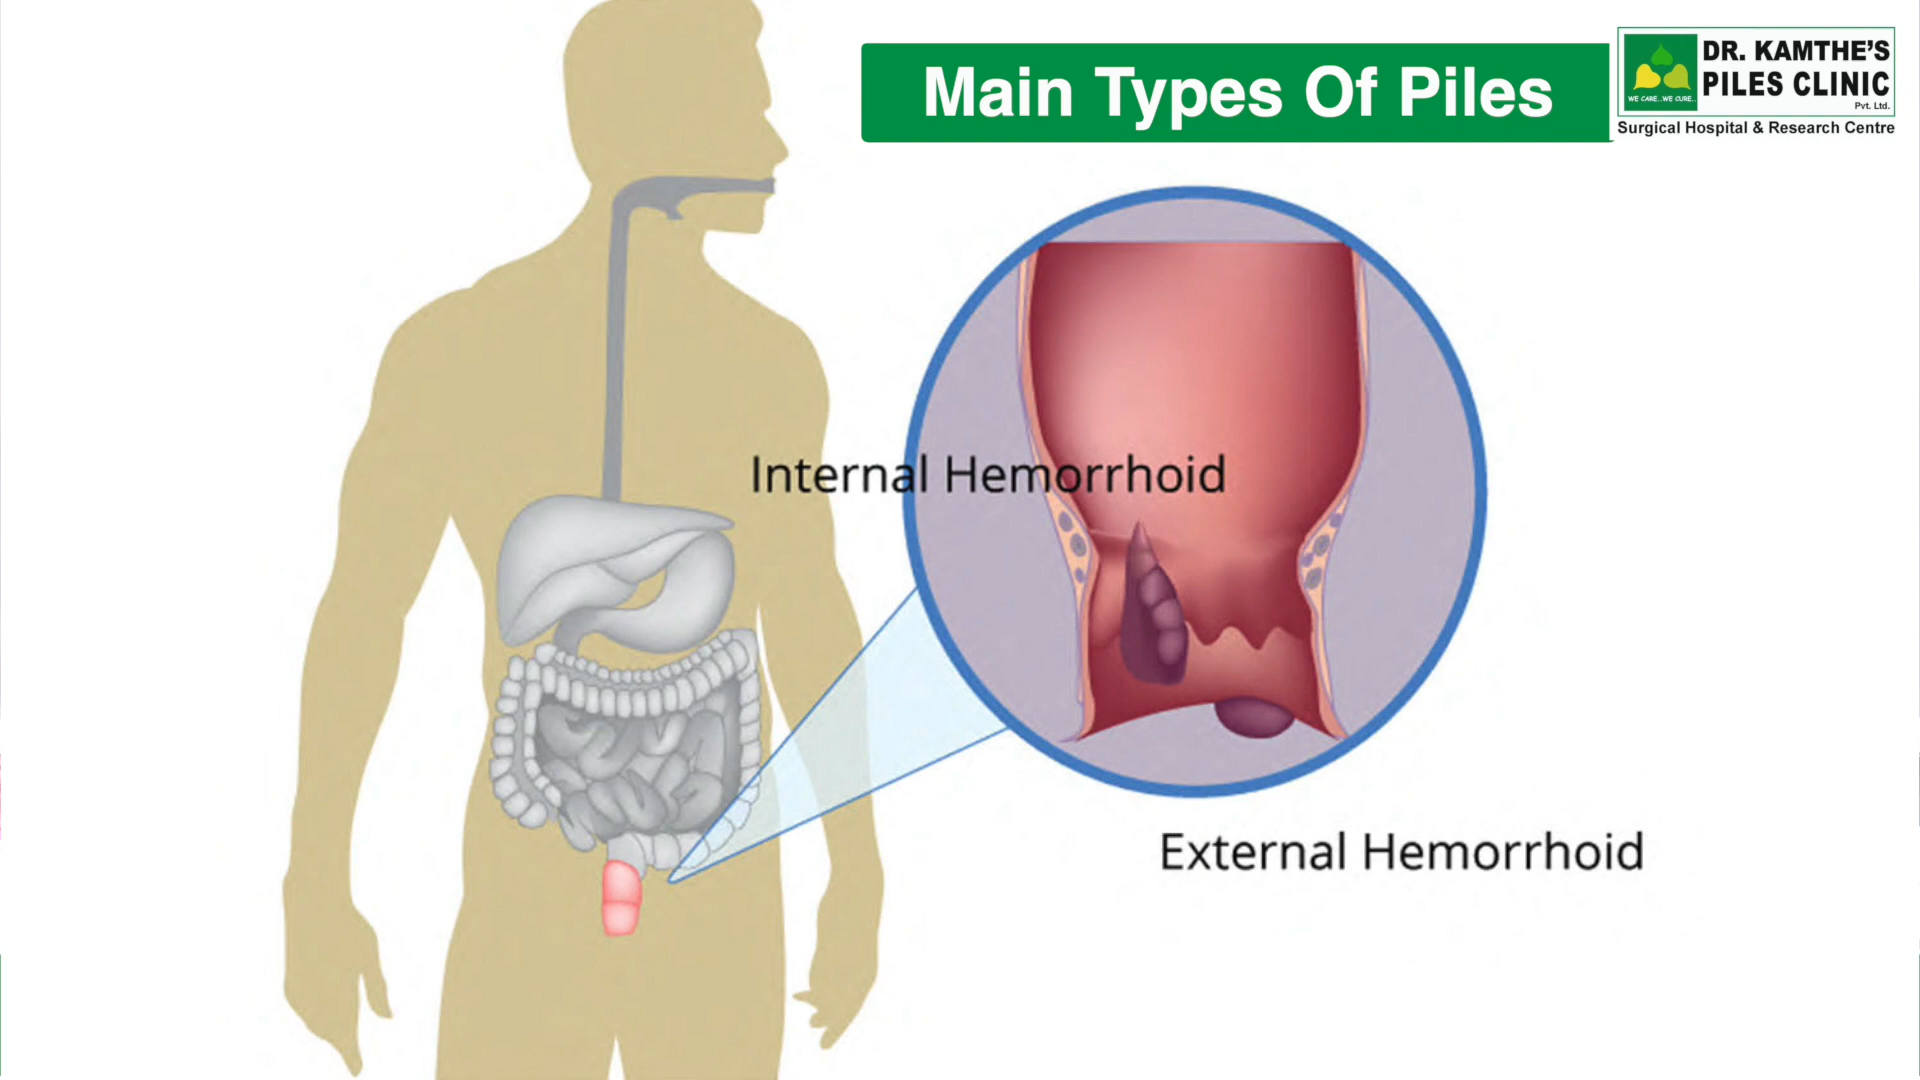 Main Types Of Piles
DR. KAMTHE'S
PILES CLINIC
Pvt. Ltd.
WE CARE...WE CURE..
Surgical Hospital & Research Centre
Internal Hemorrhoid
External Hemorrhoid